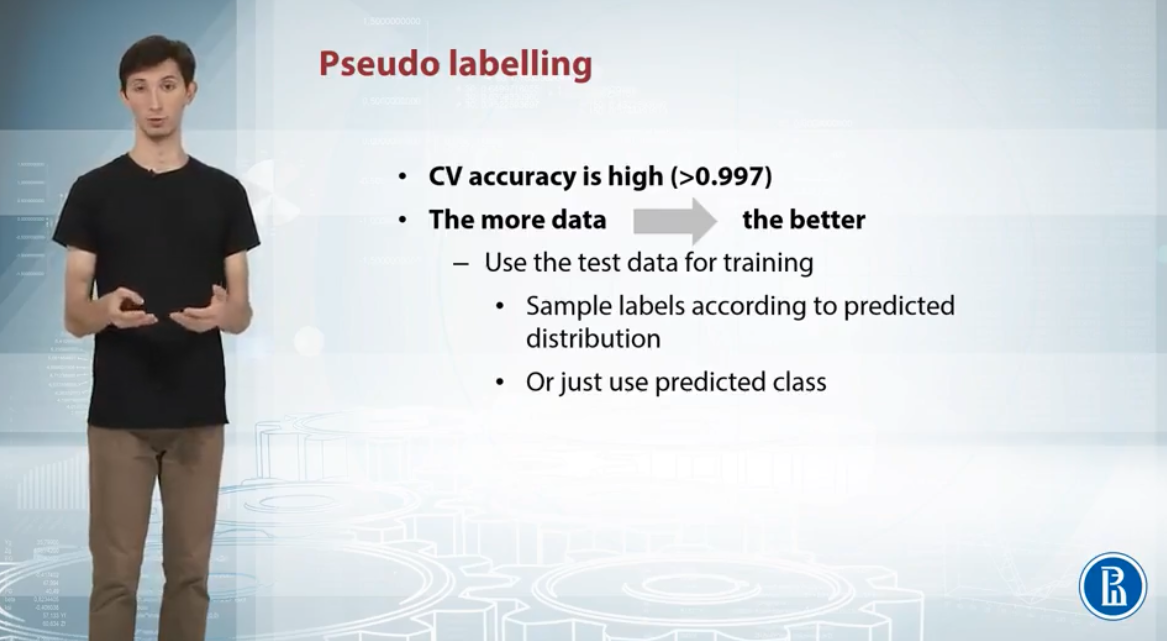 Pseudo labelling
• CV accuracy is high (>0.997)
• The more data the better
– Use the test data for training
• Sample labels according to predicted
distribution
• Or just use predicted class